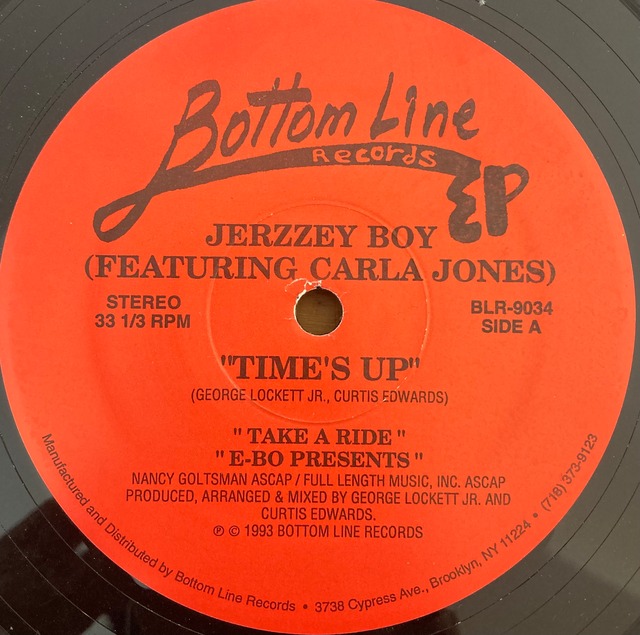 Bottom Line
Records
EP
JERZZEY BOY
(FEATURING CARLA JONES)
STEREO
33 1/3 RPM
BLR-9034
SIDE A
"TIME'S UP"
(GEORGE LOCKETT JR., CURTIS EDWARDS)
"TAKE A RIDE"
"E-BO PRESENTS"
NANCY GOLTSMAN ASCAP / FULL LENGTH MUSIC, INC. ASCAP
PRODUCED, ARRANGED & MIXED BY GEORGE LOCKETT JR. AND
CURTIS EDWARDS.
℗ © 1993 BOTTOM LINE RECORDS
Manufactured and Distributed by Bottom Line Records • 3738 Cypress Ave., Brooklyn, NY 11224 • (718) 373-9123